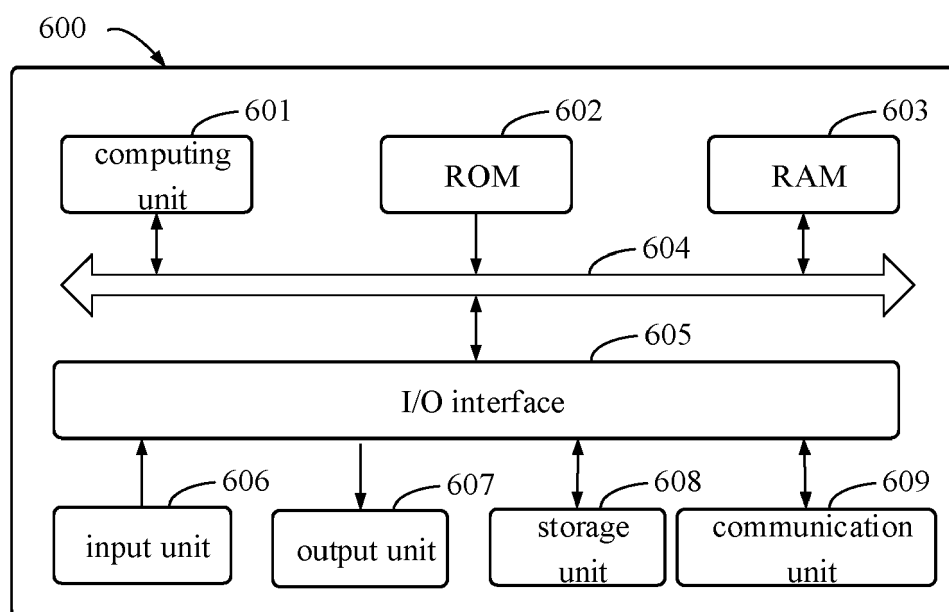 600
601
602
603
computing
unit
ROM
RAM
604
605
I/O interface
606
607
608
609
input unit
output unit
storage
unit
communication
unit